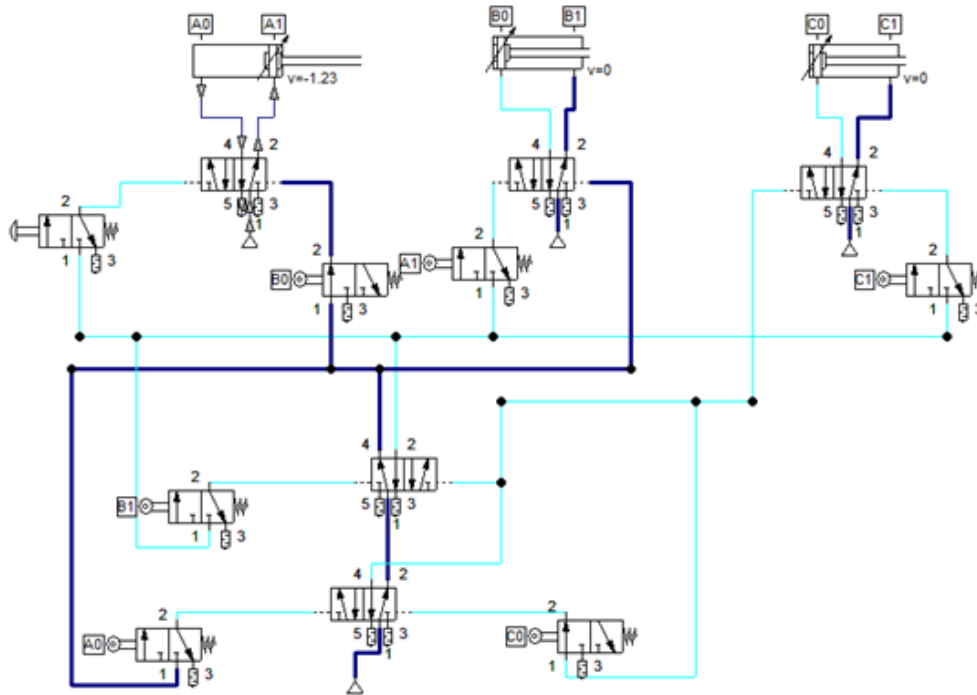 A0 A1 B0 B1 C0 C1
v=-1.23 v=0 v=0
4 2 4 2 4 2
5 3 5 3 5 3
1 1 1
2 2 2 2
B0 A1 C1
1 3 1 3 1 3 1 3
4 2
2
B1
5 3
1 3 1
4 2
2 2
5 3
A0 C0
1
1 3 1 3